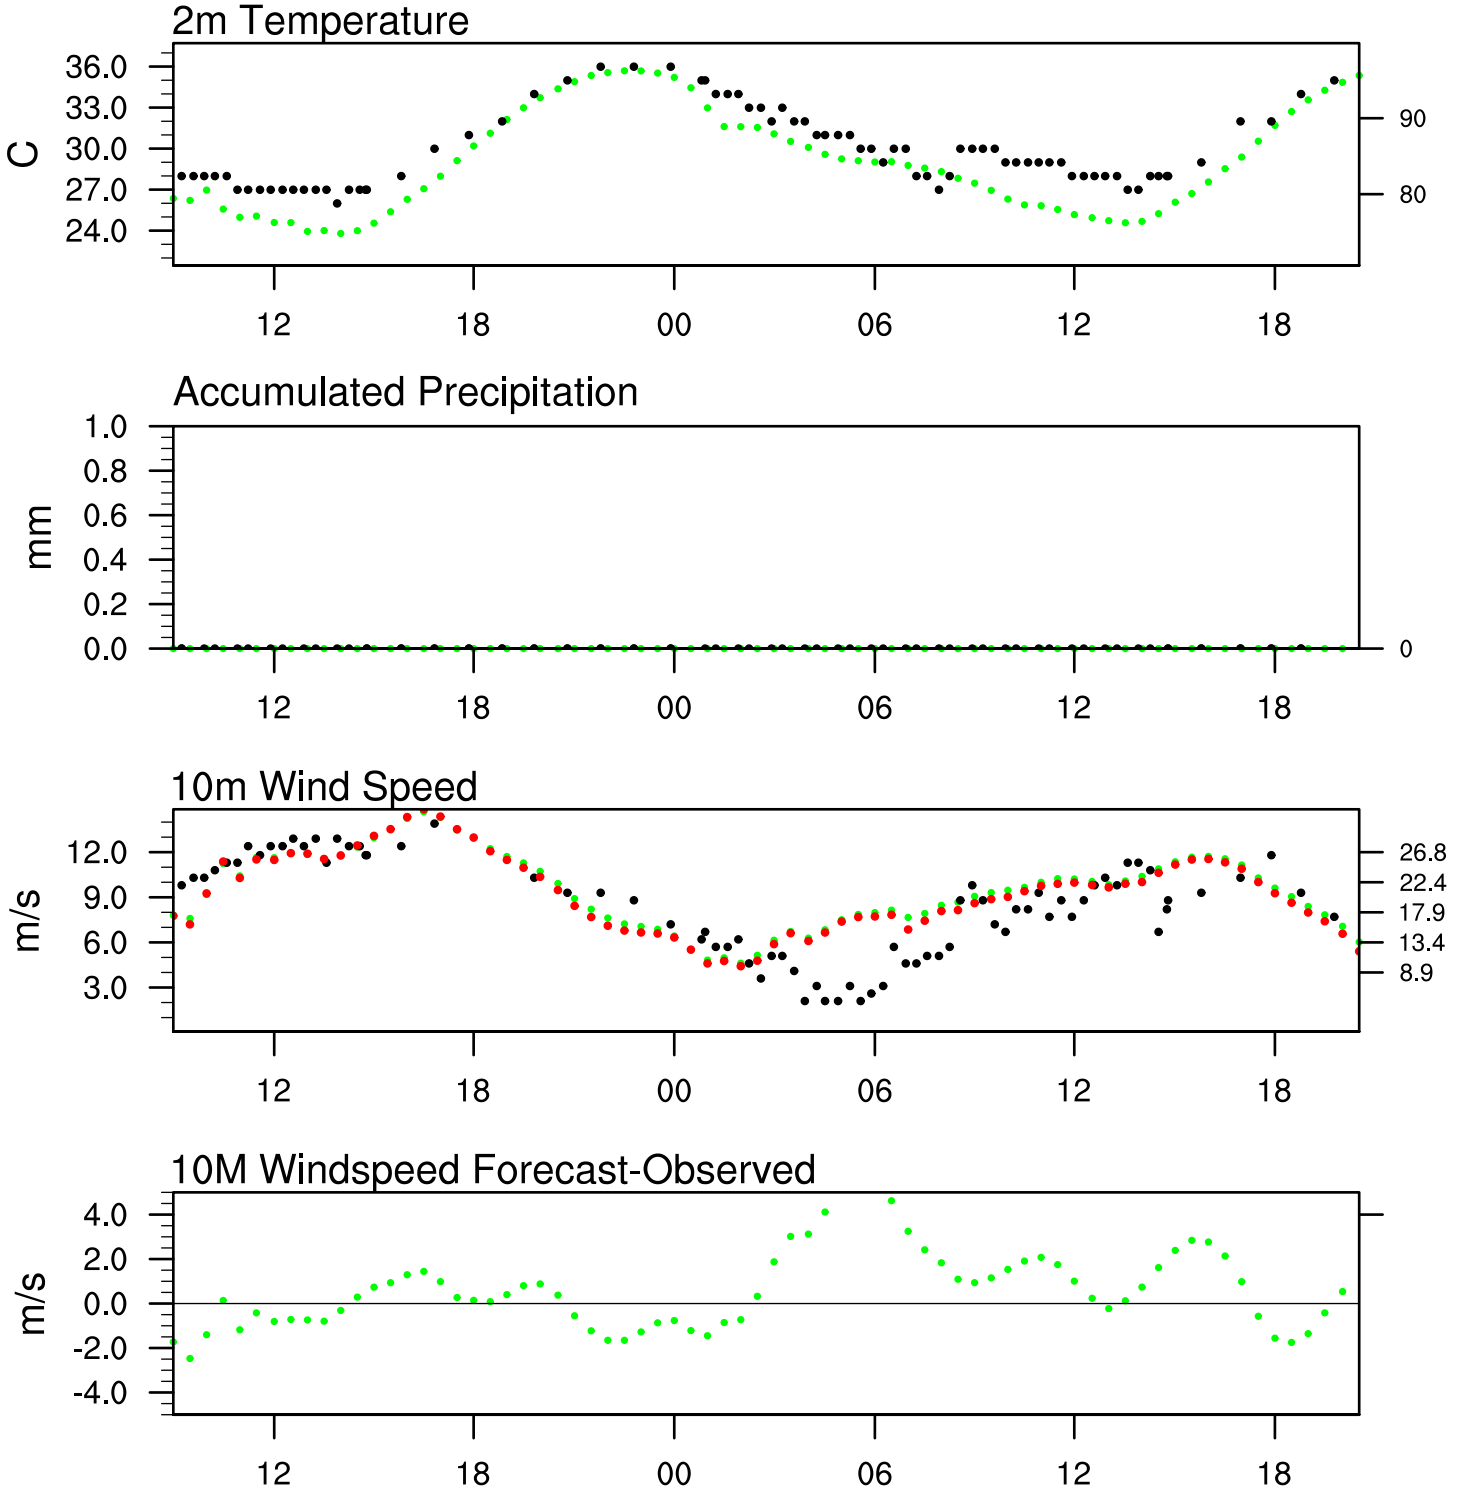 2m Temperature
36.0
33.0
30.0
27.0
24.0
C
90
80
12 18 00 06 12 18
Accumulated Precipitation
1.0
0.8
0.6
0.4
0.2
0.0
mm
0
12 18 00 06 12 18
10m Wind Speed
12.0
9.0
6.0
3.0
m/s
26.8
22.4
17.9
13.4
8.9
12 18 00 06 12 18
10M Windspeed Forecast-Observed
4.0
2.0
0.0
-2.0
-4.0
m/s
12 18 00 06 12 18